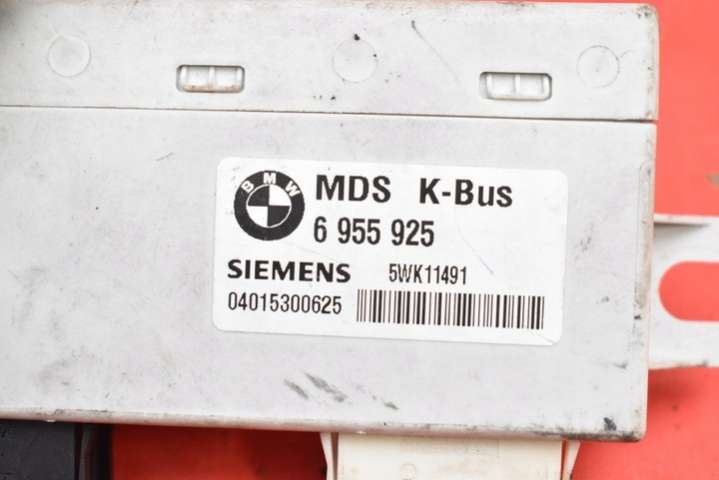 BMW
MDS K-Bus
6 955 925
SIEMENS 5WK11491
04015300625